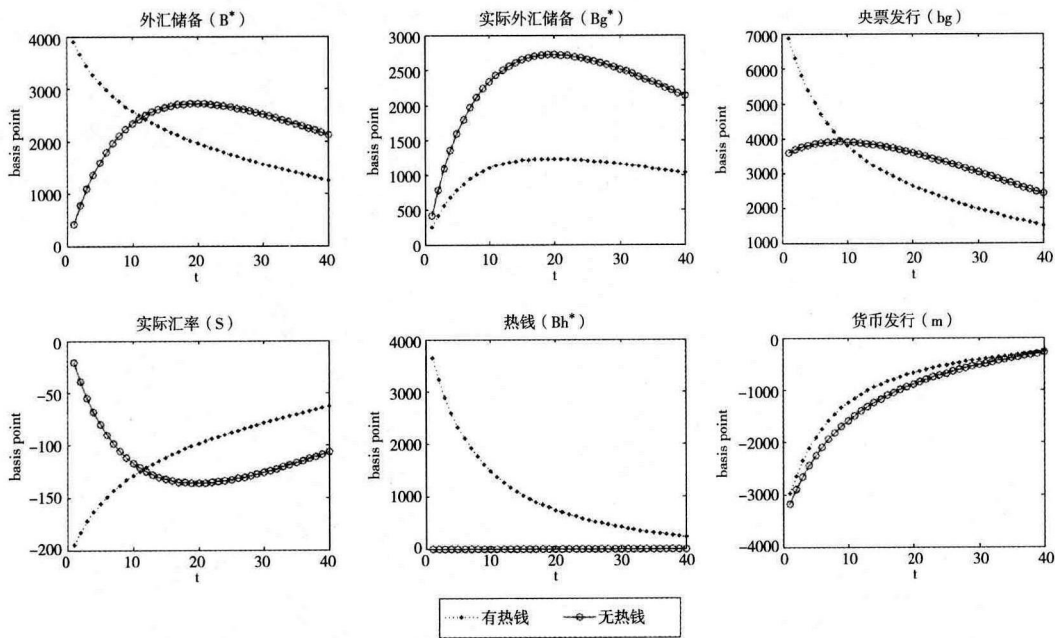 外汇储备（B*）
basis point
4000
3000
2000
1000
0
0 10 20 30 40
t
实际外汇储备（Bg*）
basis point
3000
2500
2000
1500
1000
500
0
0 10 20 30 40
t
央票发行（bg）
basis point
7000
6000
5000
4000
3000
2000
1000
0 10 20 30 40
t
实际汇率（S）
basis point
0
-50
-100
-150
-200
0 10 20 30 40
t
热钱（Bh*）
basis point
4000
3000
2000
1000
0
0 10 20 30 40
t
货币发行（m）
basis point
0
-1000
-2000
-3000
-4000
0 10 20 30 40
t
有热钱 无热钱